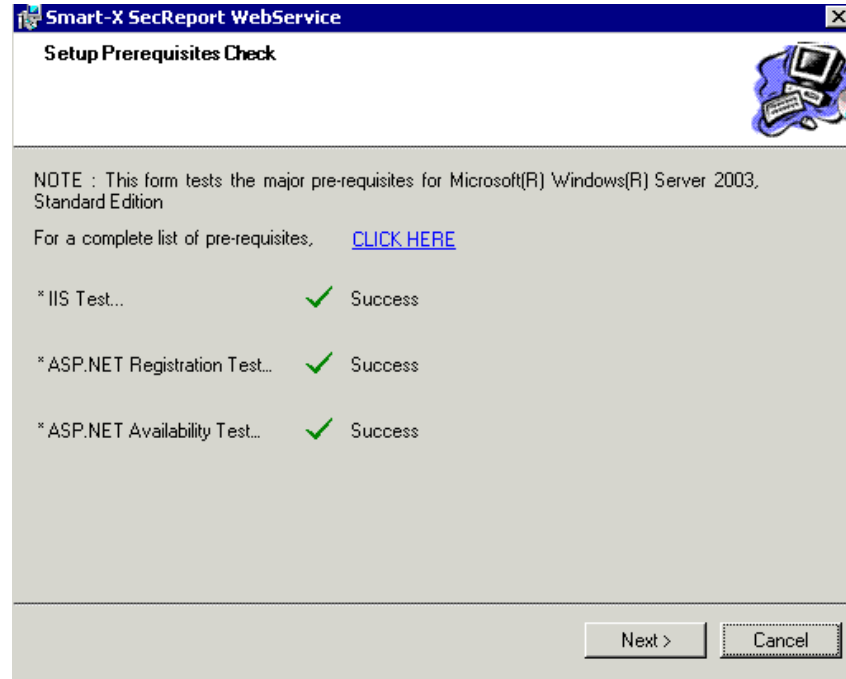 Smart-X SecReport WebService
Setup Prerequisites Check
NOTE : This form tests the major pre-requisites for Microsoft(R) Windows(R) Server 2003,
Standard Edition
For a complete list of pre-requisites, CLICK HERE
* IIS Test... Success
* ASP.NET Registration Test... Success
* ASP.NET Availability Test... Success
Next > Cancel